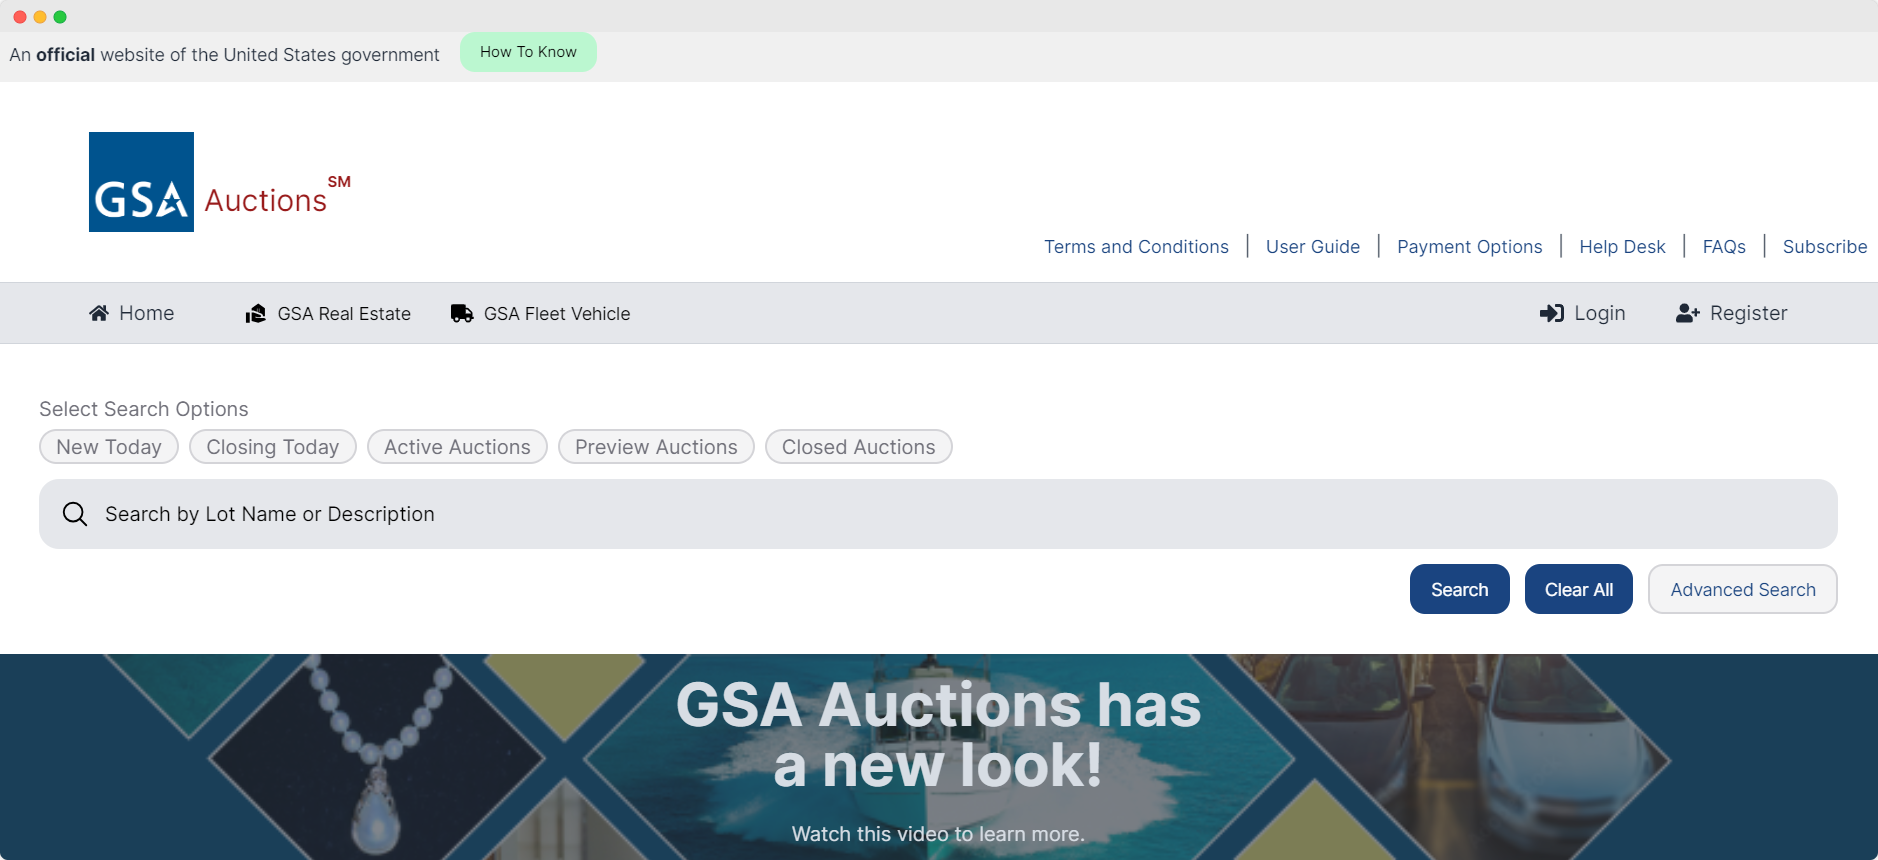 An official website of the United States government How To Know
GSA Auctions SM
Terms and Conditions | User Guide | Payment Options | Help Desk | FAQs | Subscribe
Home GSA Real Estate GSA Fleet Vehicle Login Register
Select Search Options
New Today Closing Today Active Auctions Preview Auctions Closed Auctions
Search by Lot Name or Description
Search Clear All Advanced Search
GSA Auctions has
a new look!
Watch this video to learn more.